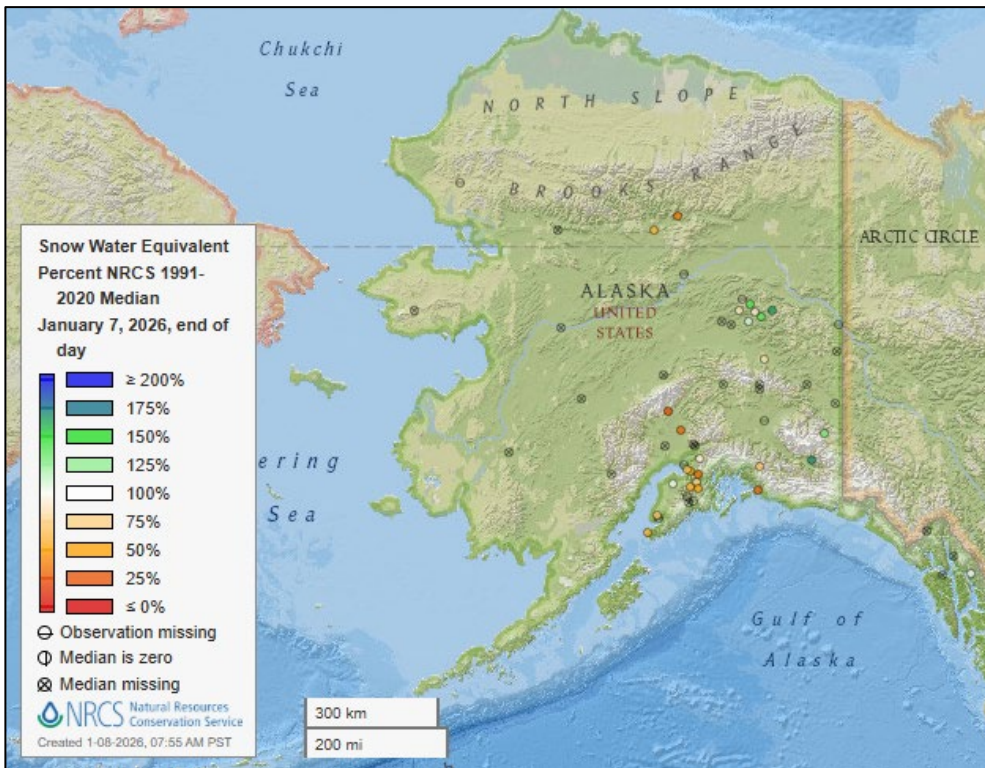 Chukchi
Sea
NORTH SLOPE
BROOKS RANGE
ARCTIC CIRCLE
ALASKA
UNITED
STATES
ering
Sea
Gulf of
Alaska
Snow Water Equivalent
Percent NRCS 1991-
2020 Median
January 7, 2026, end of
day
≥ 200%
175%
150%
125%
100%
75%
50%
25%
≤ 0%
Observation missing
Median is zero
Median missing
NRCS Natural Resources
Conservation Service
Created 1-08-2026, 07:55 AM PST
300 km
200 mi